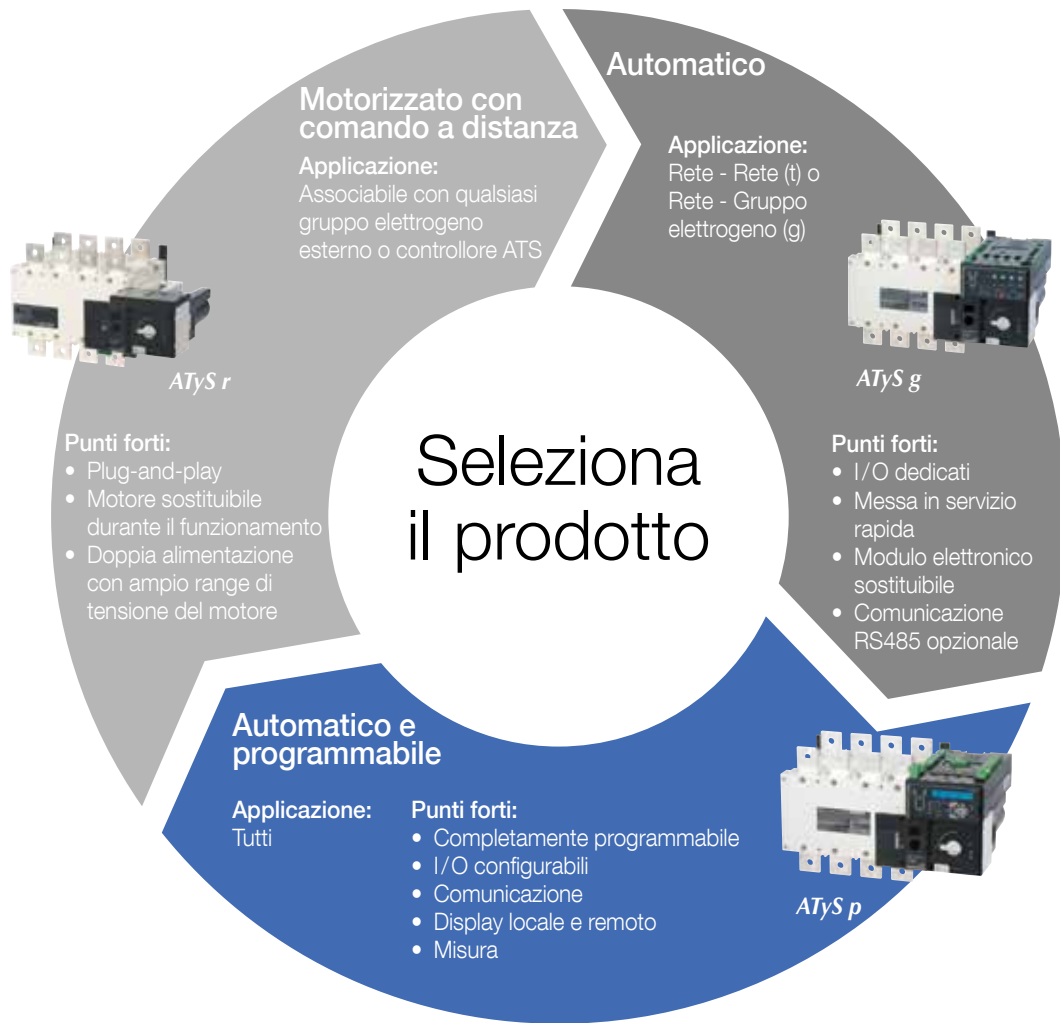 Motorizzato con
comando a distanza
Applicazione:
Associabile con qualsiasi
gruppo elettrogeno
esterno o controllore ATS
ATyS r
Punti forti:
• Plug-and-play
• Motore sostituibile
durante il funzionamento
• Doppia alimentazione
con ampio range di
tensione del motore
Automatico
Applicazione:
Rete - Rete (t) o
Rete - Gruppo
elettrogeno (g)
ATyS g
Punti forti:
• I/O dedicati
• Messa in servizio
rapida
• Modulo elettronico
sostituibile
• Comunicazione
RS485 opzionale
Seleziona
il prodotto
Automatico e
programmabile
Applicazione:
Tutti
Punti forti:
• Completamente programmabile
• I/O configurabili
• Comunicazione
• Display locale e remoto
• Misura
ATyS p